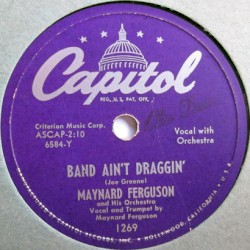 Capitol
REG. U.S. PAT. OFF.
Criterion Music Corp.
ASCAP-2:10
6584-Y
Vocal with
Orchestra
BAND AIN'T DRAGGIN'
(Joe Greene)
MAYNARD FERGUSON
and His Orchestra
Vocal and Trumpet by
Maynard Ferguson
1269